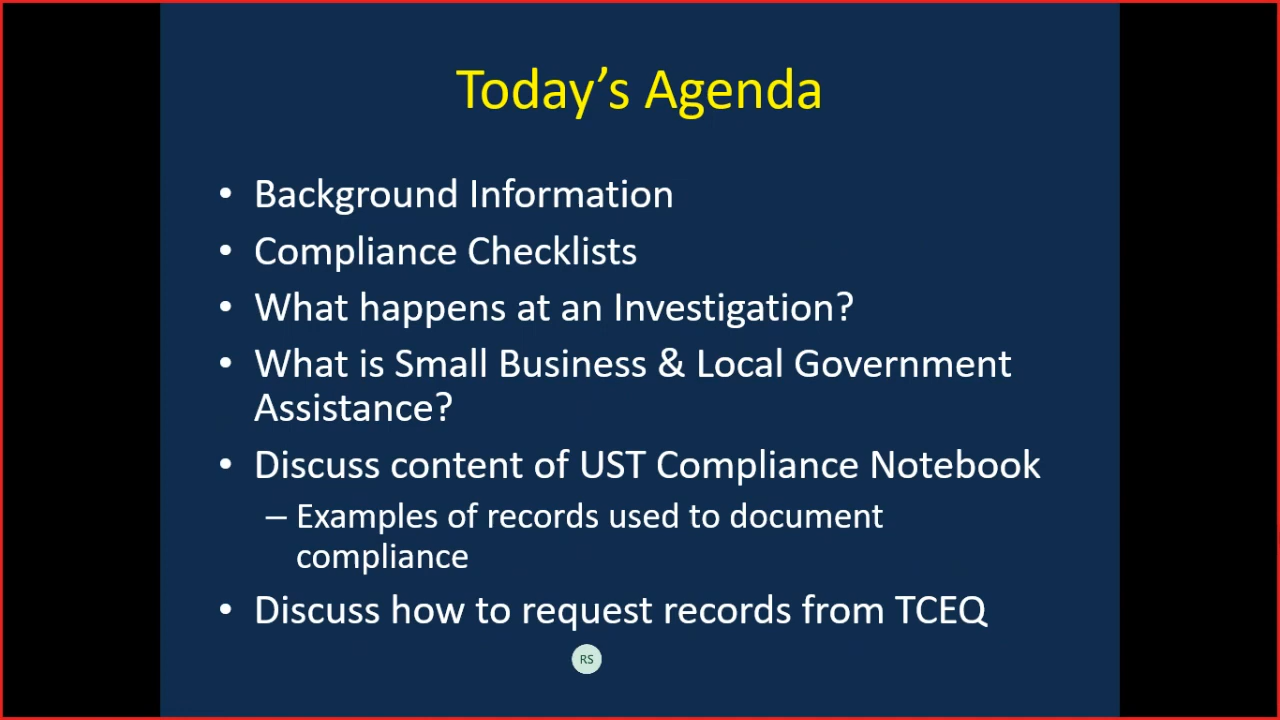 Today’s Agenda
• Background Information
• Compliance Checklists
• What happens at an Investigation?
• What is Small Business & Local Government
Assistance?
• Discuss content of UST Compliance Notebook
– Examples of records used to document
compliance
• Discuss how to request records from TCEQ
RS